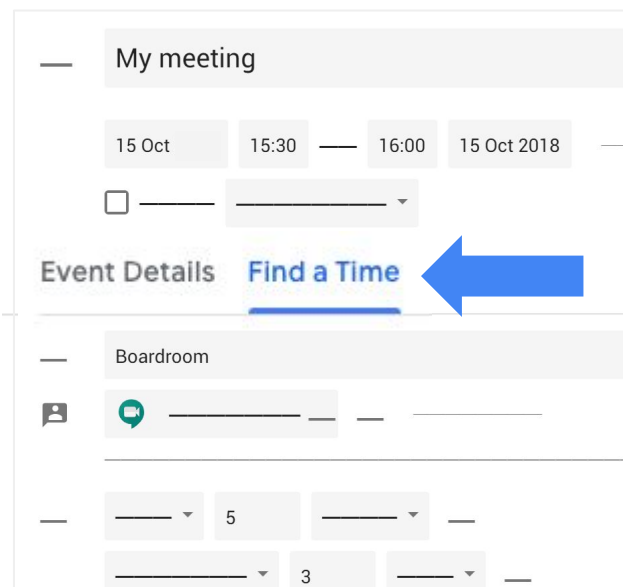 My meeting
15 Oct 15:30 16:00 15 Oct 2018
Event Details Find a Time
Boardroom
5
3